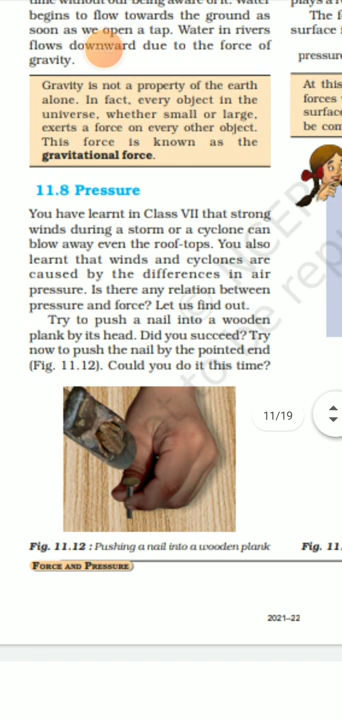 begins to flow towards the ground as
soon as we open a tap. Water in rivers
flows downward due to the force of
gravity.
Gravity is not a property of the earth
alone. In fact, every object in the
universe, whether small or large,
exerts a force on every other object.
This force is known as the
gravitational force.
11.8 Pressure
You have learnt in Class VII that strong
winds during a storm or a cyclone can
blow away even the roof-tops. You also
learnt that winds and cyclones are
caused by the differences in air
pressure. Is there any relation between
pressure and force? Let us find out.
Try to push a nail into a wooden
plank by its head. Did you succeed? Try
now to push the nail by the pointed end
(Fig. 11.12). Could you do it this time?
Fig. 11.12 : Pushing a nail into a wooden plank
FORCE AND PRESSURE
The f
surface
pressur
At this
forces
surface
be com
11/19
Fig. 11.
2021–22
© NCERT
to be rep